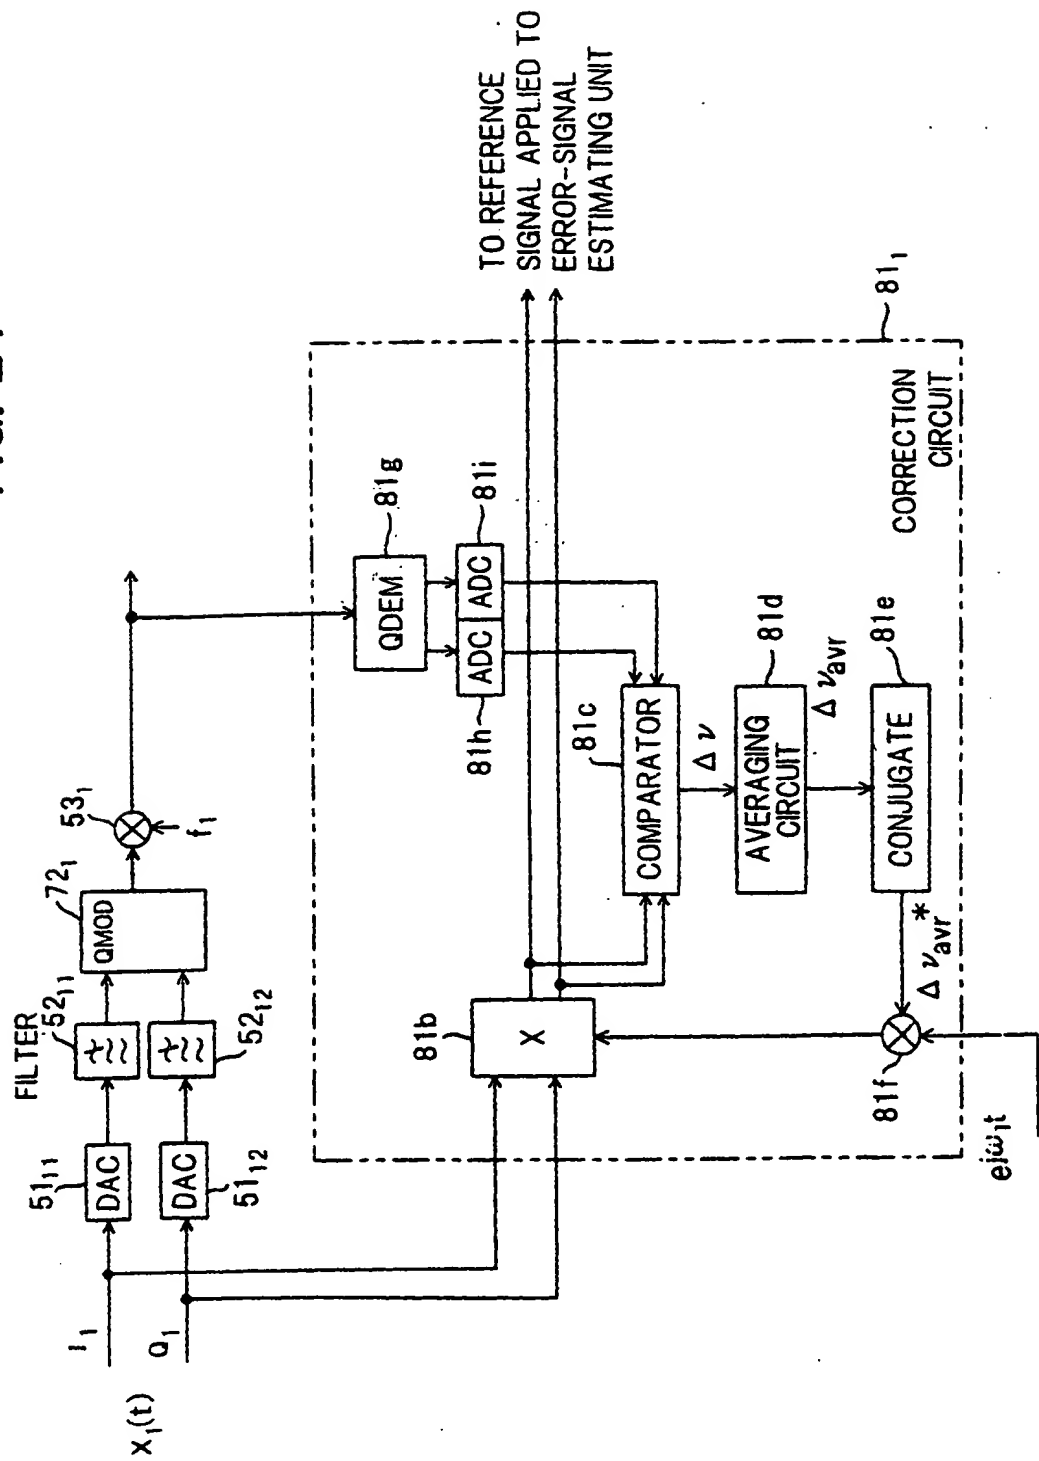 X₁(t)
I₁
Q₁
51₁₁
DAC
DAC
51₁₂
FILTER
52₁₁
52₁₂
72₁
QMOD
53₁
f₁
81g
QDEM
81h
ADC
ADC
81i
TO REFERENCE
SIGNAL APPLIED TO
ERROR-SIGNAL
ESTIMATING UNIT
81b
X
81c
COMPARATOR
Δν
81d
AVERAGING
CIRCUIT
Δν_avr
81e
CONJUGATE
Δν_avr*
81f
e^jω₁t
CORRECTION
CIRCUIT
81₁